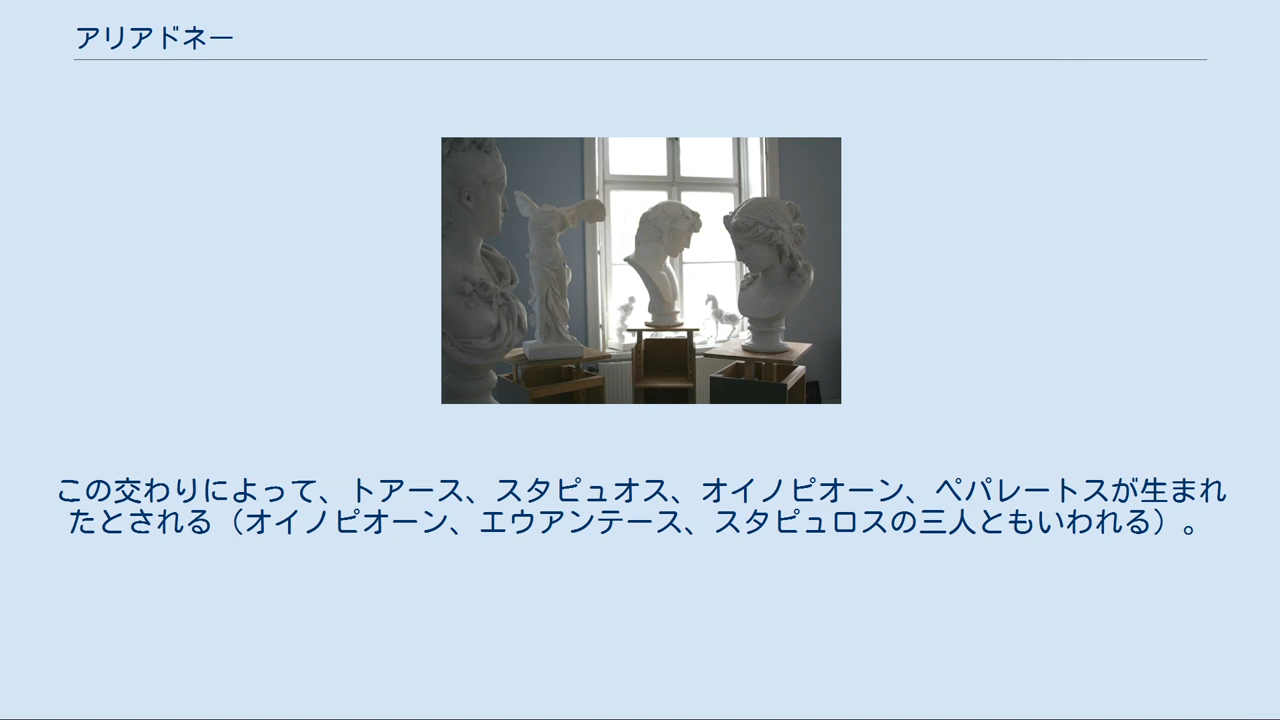 アリアドネー
この交わりによって、トアース、スタピュオス、オイノピオーン、ペパレートスが生まれ
たとされる（オイノピオーン、エウアンテース、スタピュロスの三人ともいわれる）。